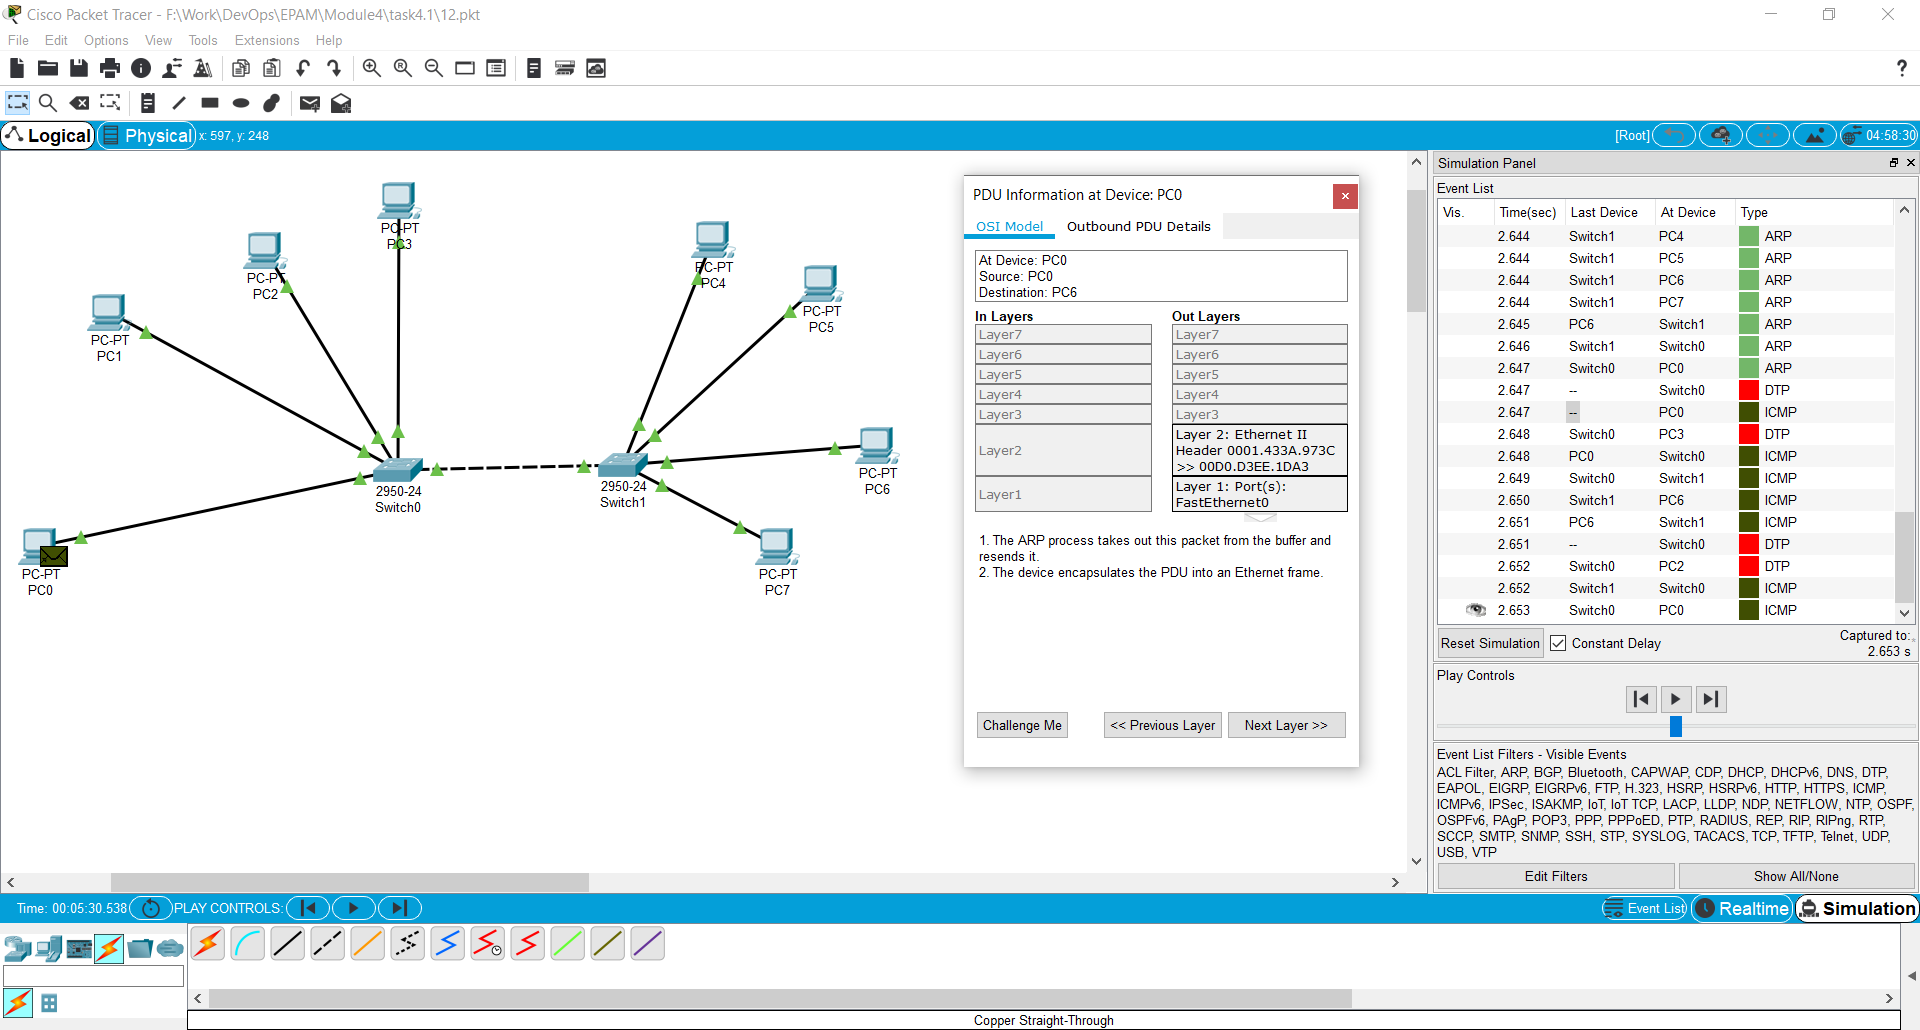 Cisco Packet Tracer - F:\Work\DevOps\EPAM\Module4\task4.1\12.pkt
File Edit Options View Tools Extensions Help
Logical Physical x: 597, y: 248
[Root] 04:58:30
PC-PT
PC3
PC-PT
PC2
PC-PT
PC1
PC-PT
PC4
PC-PT
PC5
PC-PT
PC6
2950-24
Switch0
2950-24
Switch1
PC-PT
PC0
PC-PT
PC7
PDU Information at Device: PC0
OSI Model Outbound PDU Details
At Device: PC0
Source: PC0
Destination: PC6
In Layers Out Layers
Layer7 Layer7
Layer6 Layer6
Layer5 Layer5
Layer4 Layer4
Layer3 Layer3
Layer2
Layer 2: Ethernet II
Header 0001.433A.973C
>> 00D0.D3EE.1DA3
Layer1
Layer 1: Port(s):
FastEthernet0
1. The ARP process takes out this packet from the buffer and
resends it.
2. The device encapsulates the PDU into an Ethernet frame.
Challenge Me << Previous Layer Next Layer >>
Simulation Panel
Event List
Vis. Time(sec) Last Device At Device Type
2.644 Switch1 PC4 ARP
2.644 Switch1 PC5 ARP
2.644 Switch1 PC6 ARP
2.644 Switch1 PC7 ARP
2.645 PC6 Switch1 ARP
2.646 Switch1 Switch0 ARP
2.647 Switch0 PC0 ARP
2.647 -- Switch0 DTP
2.647 -- PC0 ICMP
2.648 Switch0 PC3 DTP
2.648 PC0 Switch0 ICMP
2.649 Switch0 Switch1 ICMP
2.650 Switch1 PC6 ICMP
2.651 PC6 Switch1 ICMP
2.651 -- Switch0 DTP
2.652 Switch0 PC2 DTP
2.652 Switch1 Switch0 ICMP
2.653 Switch0 PC0 ICMP
Reset Simulation Constant Delay Captured to:
2.653 s
Play Controls
Event List Filters - Visible Events
ACL Filter, ARP, BGP, Bluetooth, CAPWAP, CDP, DHCP, DHCPv6, DNS, DTP,
EAPOL, EIGRP, EIGRPv6, FTP, H.323, HSRP, HSRPv6, HTTP, HTTPS, ICMP,
ICMPv6, IPSec, ISAKMP, IoT, IoT TCP, LACP, LLDP, NDP, NETFLOW, NTP, OSPF,
OSPFv6, PAgP, POP3, PPP, PPPoED, PTP, RADIUS, REP, RIP, RIPng, RTP,
SCCP, SMTP, SNMP, SSH, STP, SYSLOG, TACACS, TCP, TFTP, Telnet, UDP,
USB, VTP
Edit Filters Show All/None
Time: 00:05:30.538 PLAY CONTROLS: Event List Realtime Simulation
Copper Straight-Through